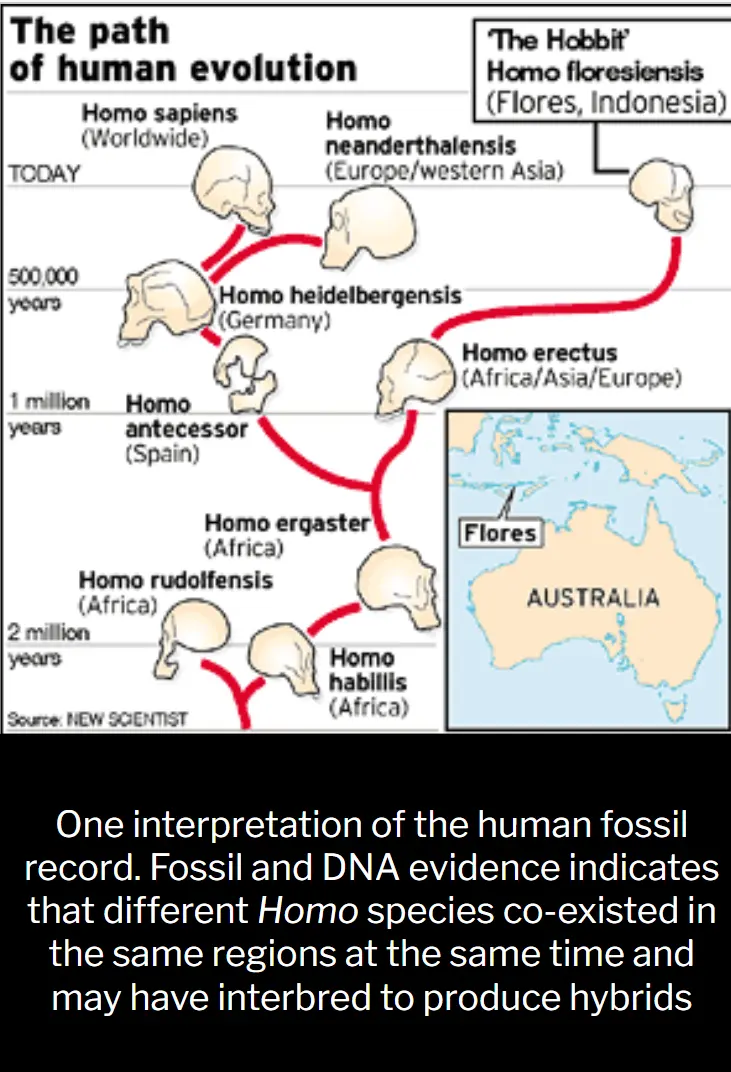 The path
of human evolution
'The Hobbit'
Homo floresiensis
(Flores, Indonesia)
Homo sapiens
(Worldwide)
Homo
neanderthalensis
(Europe/western Asia)
TODAY
500,000
years
Homo heidelbergensis
(Germany)
Homo erectus
(Africa/Asia/Europe)
1 million
years
Homo
antecessor
(Spain)
Homo ergaster
(Africa)
Flores
AUSTRALIA
Homo rudolfensis
(Africa)
2 million
years
Homo
habillis
(Africa)
Source: NEW SCIENTIST
One interpretation of the human fossil
record. Fossil and DNA evidence indicates
that different Homo species co-existed in
the same regions at the same time and
may have interbred to produce hybrids